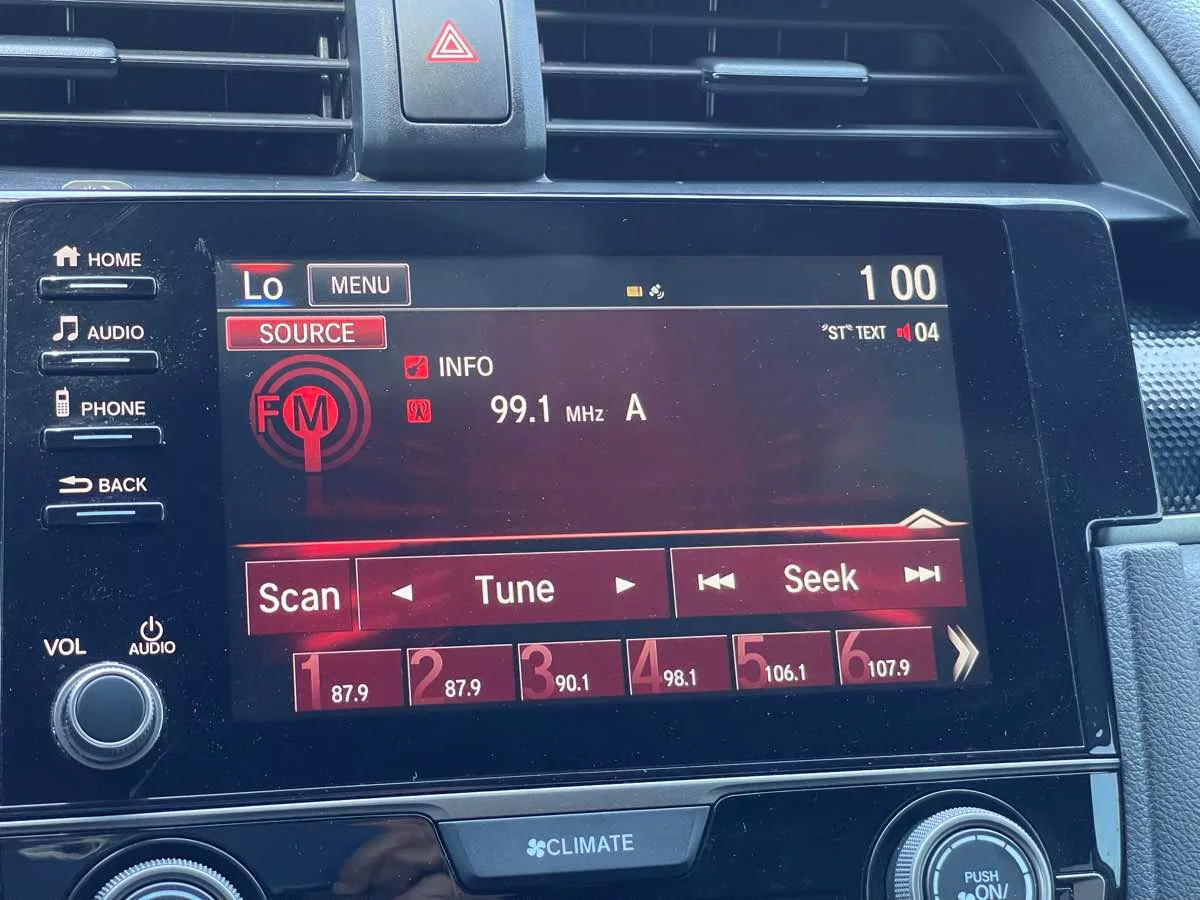 HOME
Lo
MENU
1 00
AUDIO
SOURCE
"ST" TEXT 04
INFO
FM
99.1 MHz A
PHONE
BACK
Scan
Tune
Seek
VOL
AUDIO
1 87.9
2 87.9
3 90.1
4 98.1
5 106.1
6 107.9
CLIMATE
PUSH
ON/